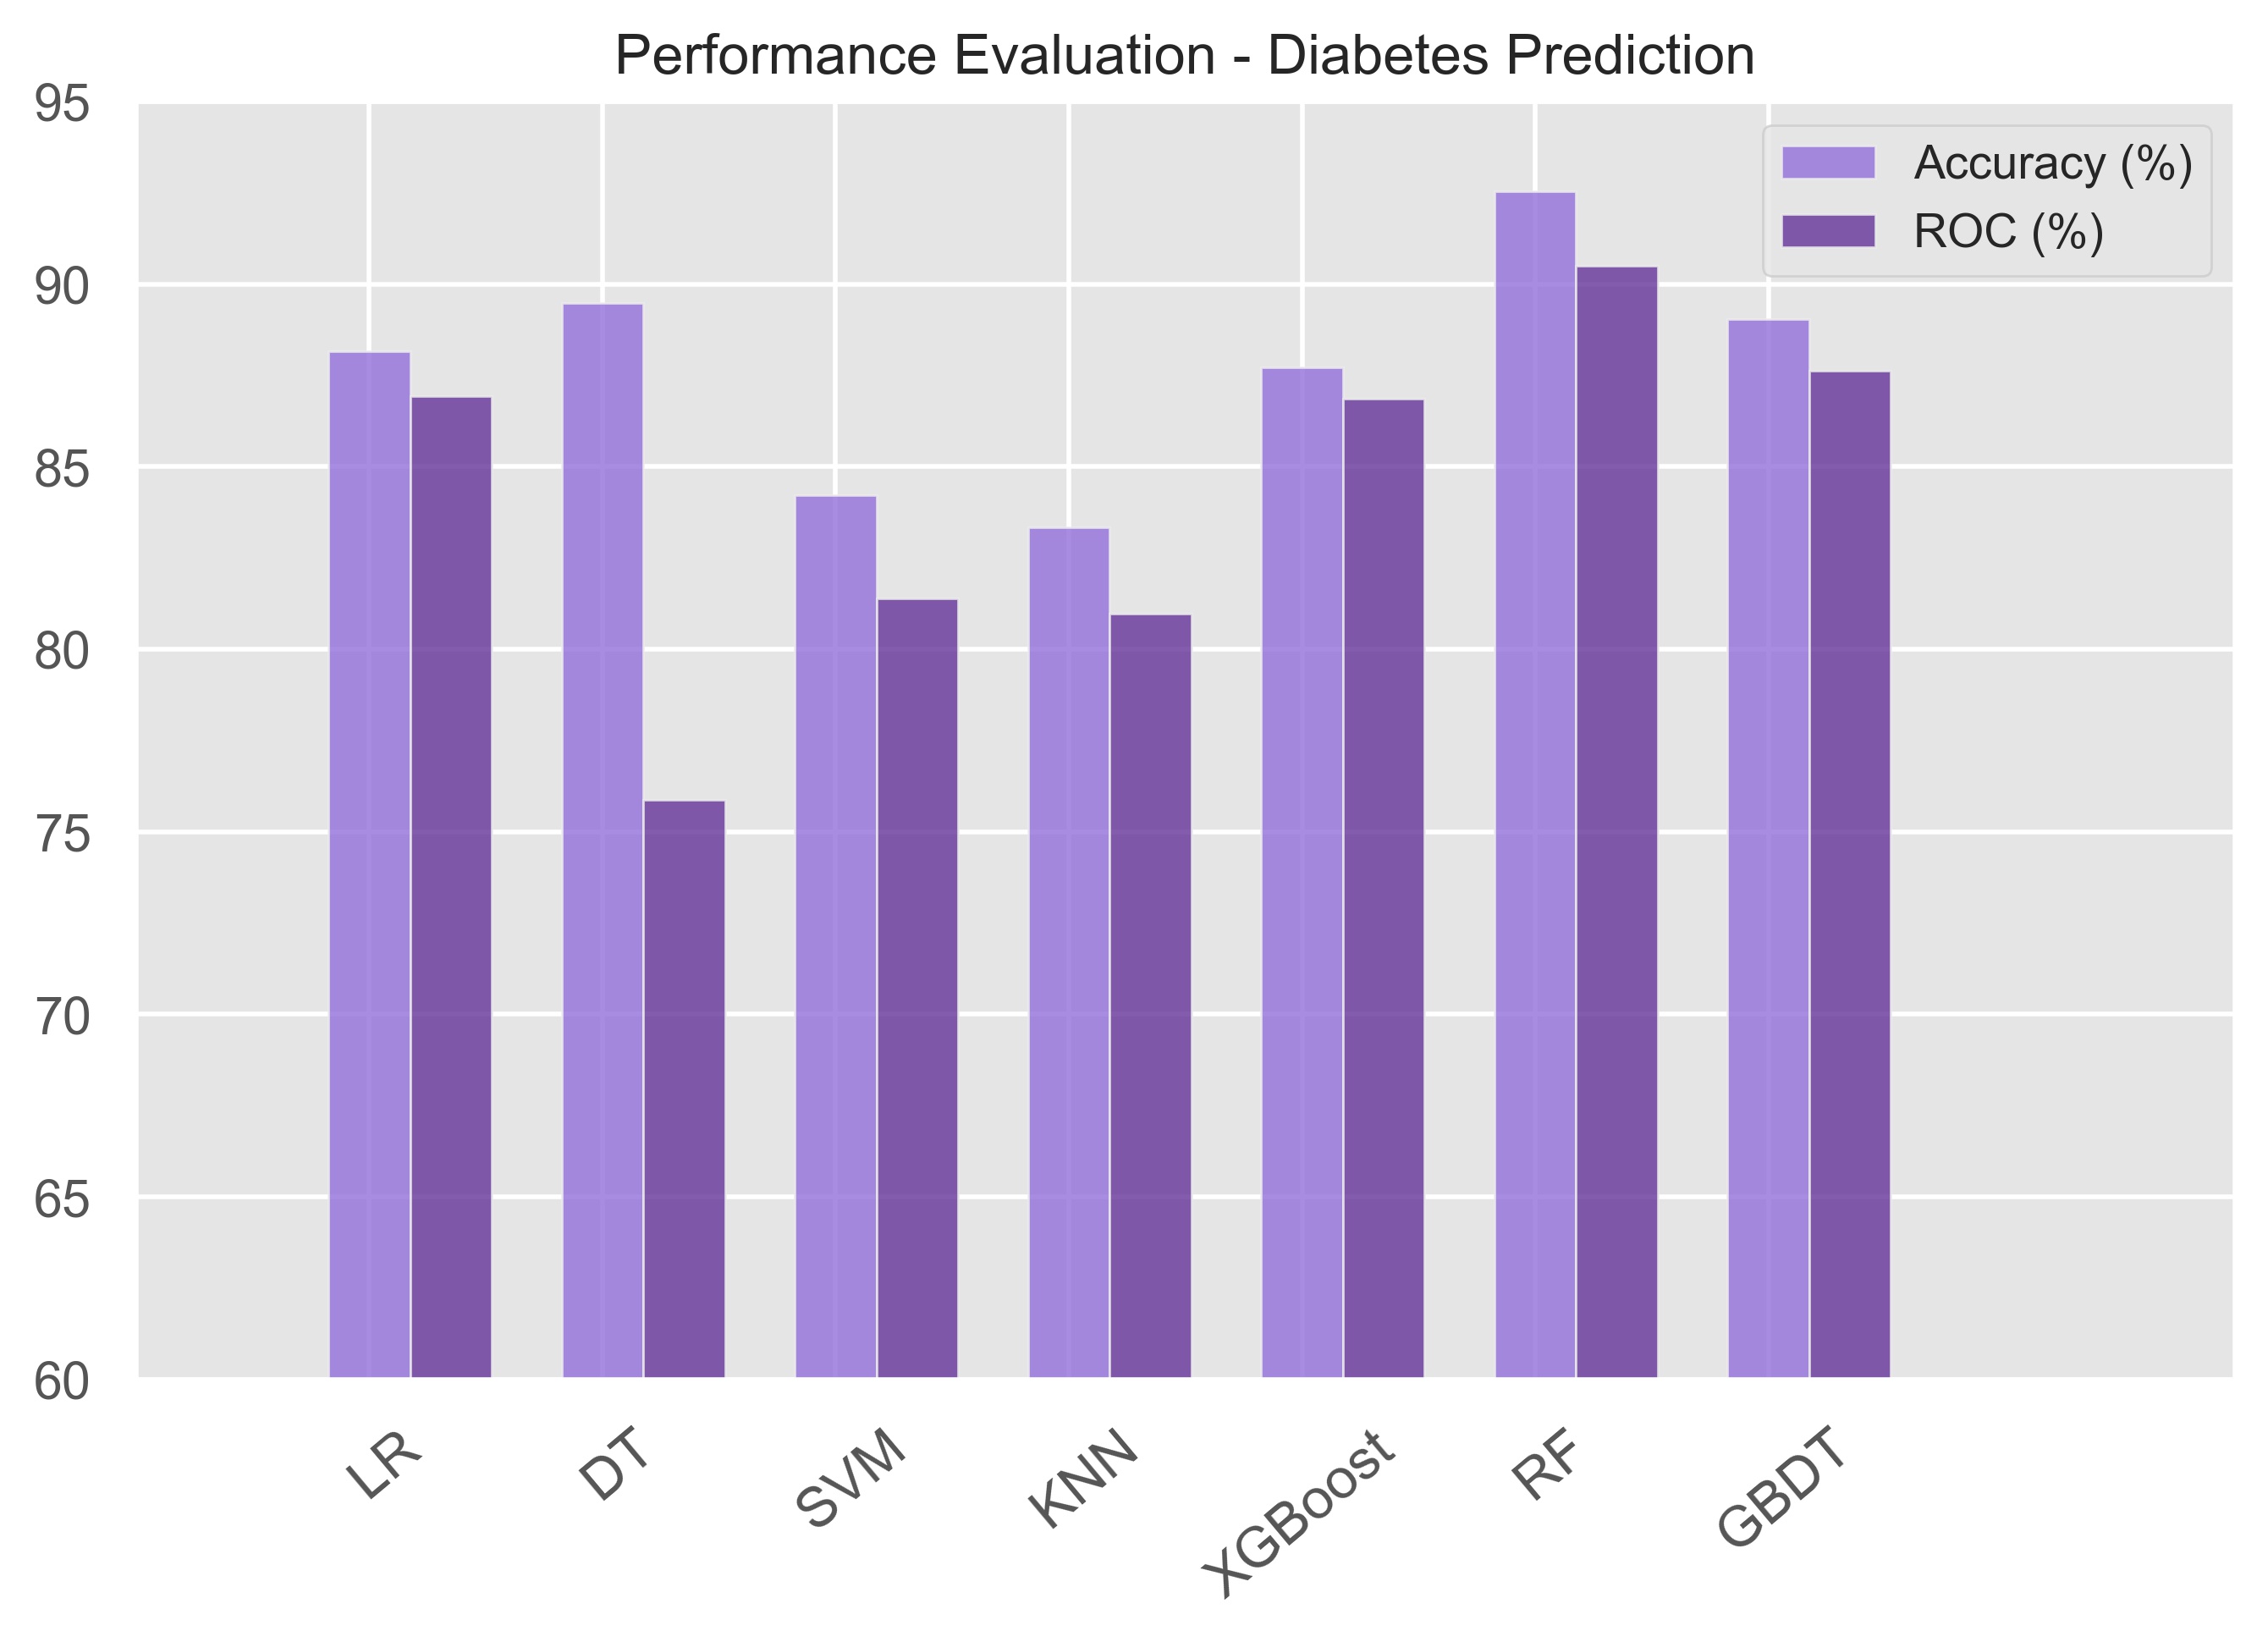 Performance Evaluation - Diabetes Prediction
95
90
85
80
75
70
65
60
Accuracy (%)
ROC (%)
LR
DT
SVM
KNN
XGBoost
RF
GBDT